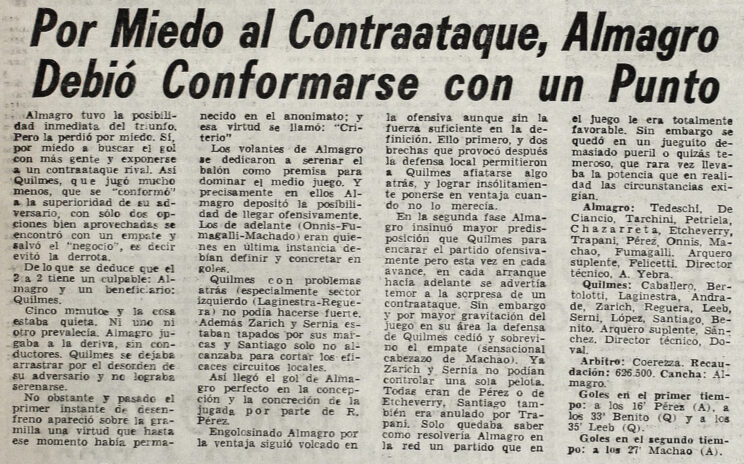 Por Miedo al Contraataque, Almagro
Debió Conformarse con un Punto
Almagro tuvo la posibili-
dad inmediata del triunfo.
Pero la perdió por miedo. Sí,
por miedo a buscar el gol
con más gente y exponerse
a un contraataque rival. Así
Quilmes, que jugó mucho
menos, que se "conformó"
a la superioridad de su ad-
versario, con sólo dos op-
ciones bien aprovechadas se
encontró con un empate y
salvó el "negocio", es decir
evitó la derrota.
De lo que se deduce que el
2 a 2 tiene un culpable: Al-
magro y un beneficiario:
Quilmes.
Cinco minutos y la cosa
estaba quieta. Ni uno ni
otro prevalecía. Almagro ju-
gaba a la deriva, sin con-
ductores. Quilmes se dejaba
arrastrar por el desorden de
su adversario y no lograba
serenarse.
No obstante y pasado el
primer instante de desen-
freno apareció sobre la gra-
milla una virtud que hasta
ese momento había perma-
necido en el anonimato; y
esa virtud se llamó: "Cri-
terio"
Los volantes de Almagro
se dedicaron a serenar el
balón como premisa para
dominar el medio juego. Y
precisamente en ellos Al-
magro depositó la posibili-
dad de llegar ofensivamente.
Los de adelante (Onnis-Fu-
magalli-Machao) eran quie-
nes en última instancia de-
bían definir y concretar en
goles.
Quilmes con problemas
atrás (especialmente sector
izquierdo (Laginestra-Regue-
ra) no podía hacerse fuerte.
Además Zarich y Sernia es-
taban tapados por sus mar-
cas y Santiago solo no al-
canzaba para cortar los efi-
caces circuitos locales.
Así llegó el gol de Alma-
gro perfecto en la concep-
ción y la concreción de la
jugada por parte de R.
Pérez.
Engolosinado Almagro por
la ventaja siguió volcado en
la ofensiva aunque sin la
fuerza suficiente en la de-
finición. Ello primero, y dos
brechas que provocó después
la defensa local permitieron
a Quilmes afiatarse algo
atrás, y lograr insólitamente
ponerse en ventaja cuando
no lo merecía.
En la segunda fase Alma-
gro insinuó mayor predis-
posición que Quilmes para
encarar el partido ofensiva-
mente pero esta vez en cada
avance, en cada arranque
hacia adelante se advertía
temor a la sorpresa de un
contraataque. Sin embargo
y por mayor gravitación del
juego en su área la defensa
de Quilmes cedió y sobrevi-
no el empate (sensacional
cabezazo de Machao). Ya
Zarich y Sernia no podían
controlar una sola pelota.
Todas eran de Pérez o de
Etcheverry, Santiago tam-
bién era anulado por Tra-
pani. Solo quedaba saber
como resolvería Almagro en
la red un partido que en
el juego le era totalmente
favorable. Sin embargo se
quedó en un jueguito de-
masiado pueril o quizás te-
meroso, que rara vez lleva-
ba la potencia que en reali-
dad las circunstancias exi-
gían.
Almagro: Tedeschi, De
Ciancio, Tarchini, Petriela,
Chazarreta, Etcheverry,
Trapani, Pérez, Onnis, Ma-
chao, Fumagalli. Arquero
suplente, Felicetti. Director
técnico, A. Yebra.
Quilmes: Caballero, Ber-
tolotti, Laginestra, Andra-
de, Zarich, Reguera, Leeb,
Serni, López, Santiago, Be-
nito. Arquero suplente, Sán-
chez. Director técnico, Do-
val.
Arbitro: Coerezza. Recau-
dación: 626.500. Cancha: Al-
magro.
Goles en el primer tiem-
po: a los 16' Pérez (A), a
los 33' Benito (Q) y a los
35' Leeb (Q).
Goles en el segundo tiem-
po: a los 27' Machao (A).